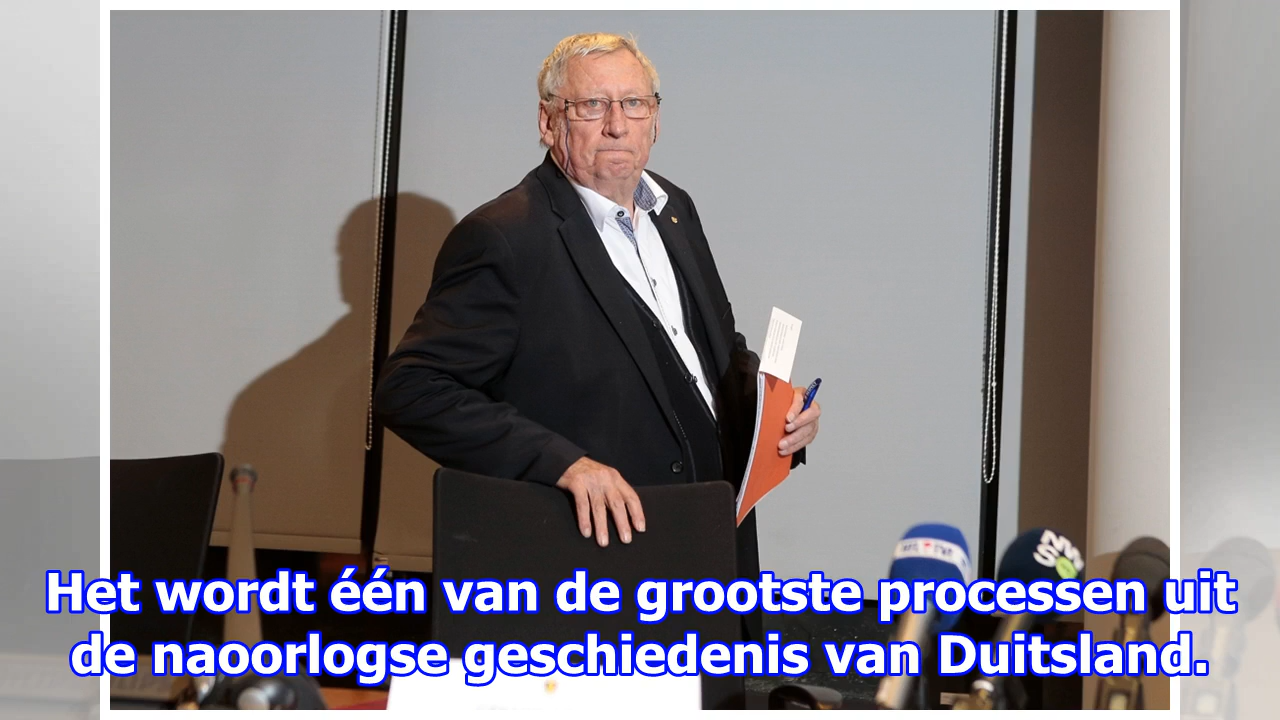 Het wordt één van de grootste processen uit
de naoorlogse geschiedenis van Duitsland.